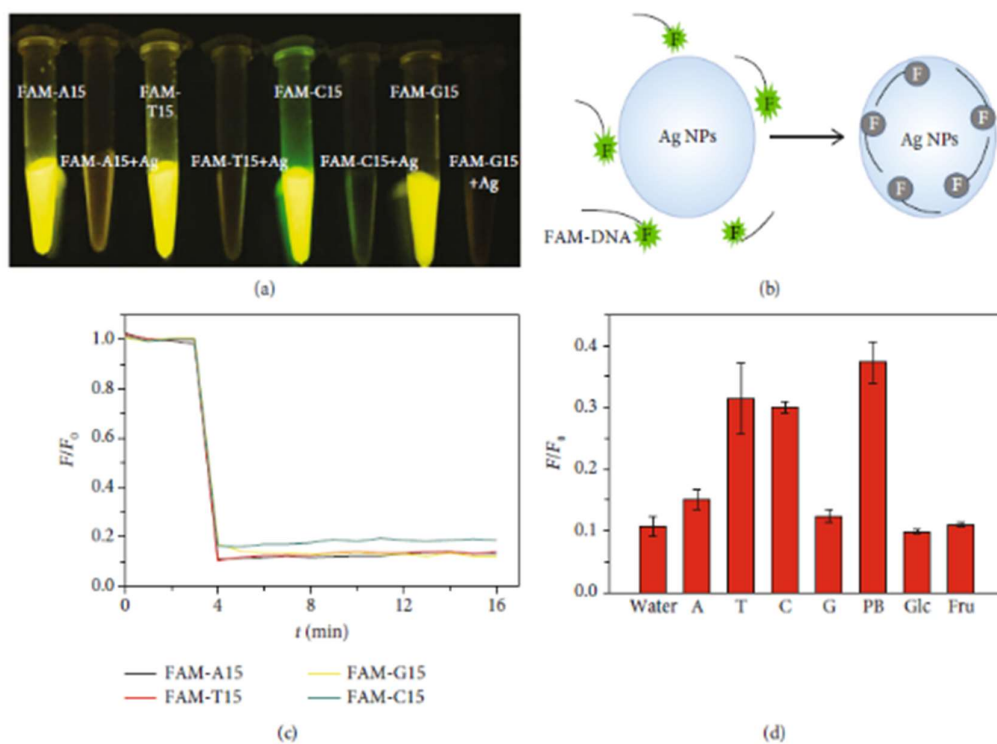 FAM-A15
FAM-
T15
FAM-C15
FAM-G15
FAM-A15+Ag
FAM-T15+Ag
FAM-C15+Ag
FAM-G15
+Ag
(a)
F
F
F
Ag NPs
FAM-DNA
F
F
F
F
F
Ag NPs
F
F
(b)
F/F0
1.0
0.8
0.6
0.4
0.2
0.0
0
4
8
12
16
t (min)
FAM-A15
FAM-G15
FAM-T15
FAM-C15
(c)
F/F0
0.4
0.3
0.2
0.1
0.0
Water
A
T
C
G
PB
Glc
Fru
(d)